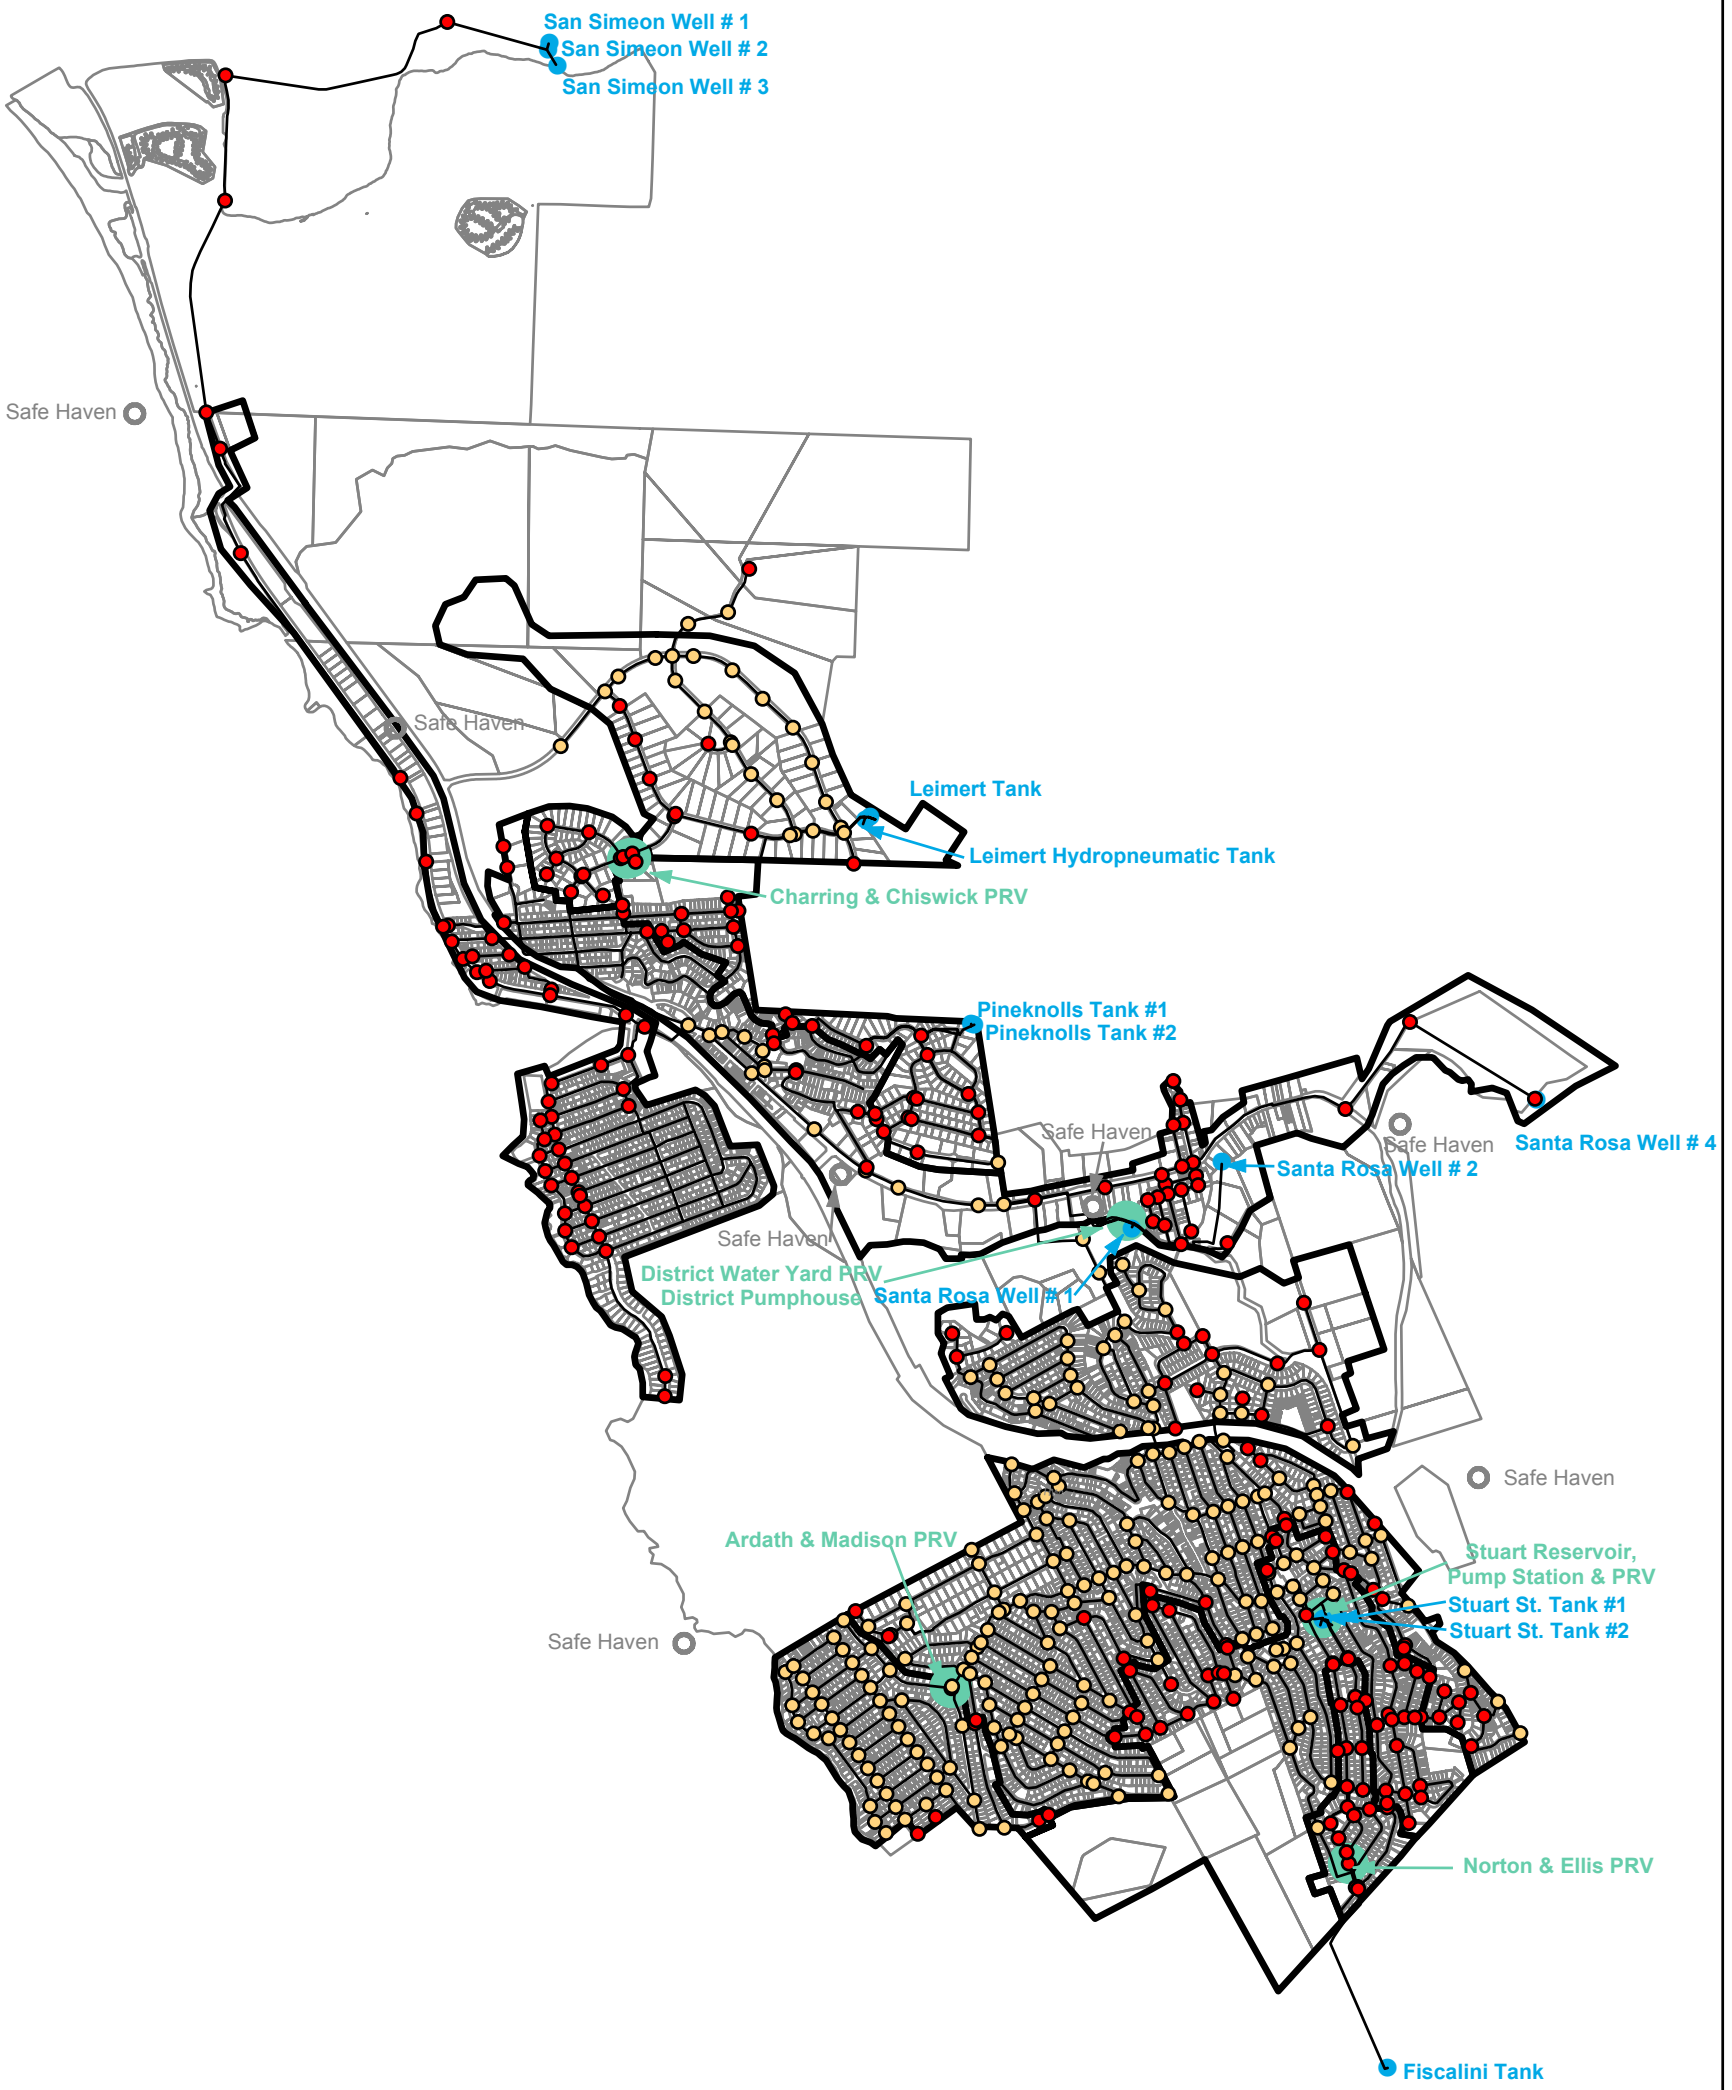 San Simeon Well # 1
San Simeon Well # 2
San Simeon Well # 3
Safe Haven
Safe Haven
Leimert Tank
Leimert Hydropneumatic Tank
Charring & Chiswick PRV
Pineknolls Tank #1
Pineknolls Tank #2
Safe Haven
Safe Haven
Santa Rosa Well # 4
Santa Rosa Well # 2
Safe Haven
District Water Yard PRV
District Pumphouse
Santa Rosa Well # 1
Safe Haven
Ardath & Madison PRV
Stuart Reservoir,
Pump Station & PRV
Stuart St. Tank #1
Stuart St. Tank #2
Safe Haven
Norton & Ellis PRV
Fiscalini Tank